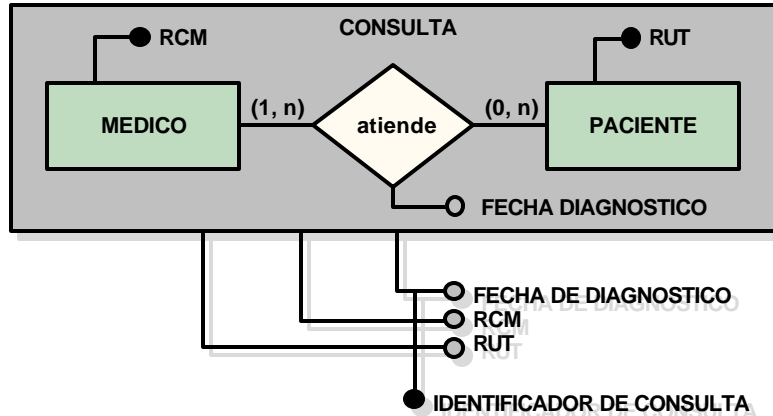 CONSULTA
RCM
RUT
MEDICO
(1, n)
atiende
(0, n)
PACIENTE
FECHA DIAGNOSTICO
FECHA DE DIAGNOSTICO
RCM
RUT
IDENTIFICADOR DE CONSULTA